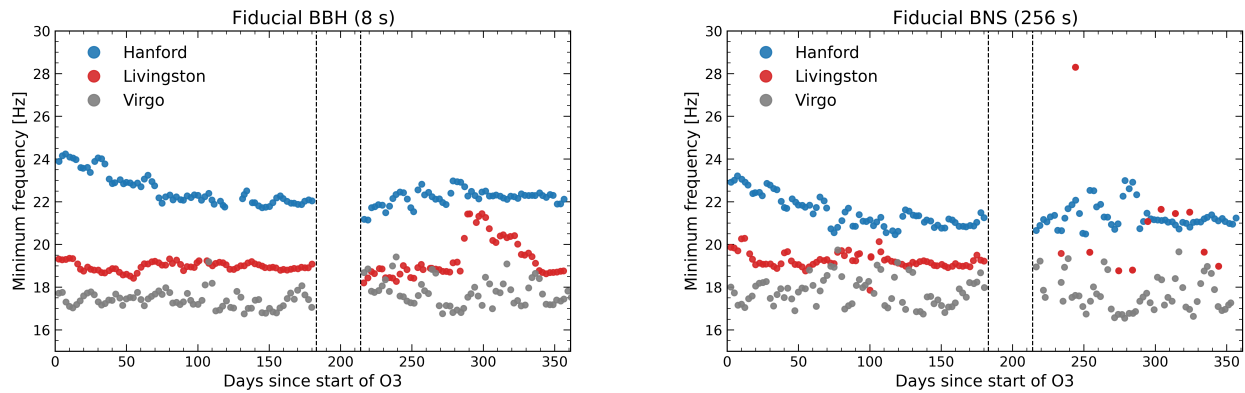 Fiducial BBH (8 s)
Minimum frequency [Hz]
30
28
26
24
22
20
18
16
Hanford
Livingston
Virgo
0 50 100 150 200 250 300 350
Days since start of O3
Fiducial BNS (256 s)
Minimum frequency [Hz]
30
28
26
24
22
20
18
16
Hanford
Livingston
Virgo
0 50 100 150 200 250 300 350
Days since start of O3